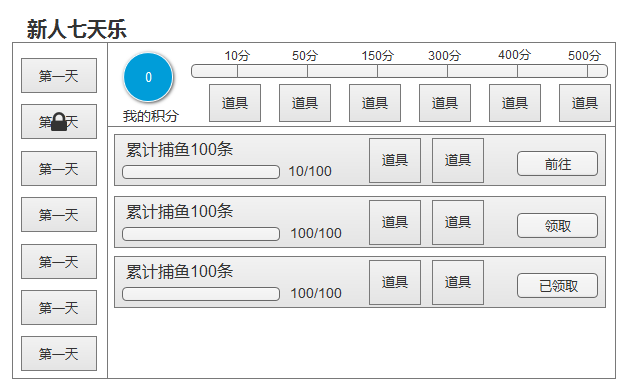 新人七天乐
第一天
第一天
第一天
第一天
第一天
第一天
第一天
0
我的积分
10分
50分
150分
300分
400分
500分
道具
道具
道具
道具
道具
道具
累计捕鱼100条
10/100
道具
道具
前往
累计捕鱼100条
100/100
道具
道具
领取
累计捕鱼100条
100/100
道具
道具
已领取